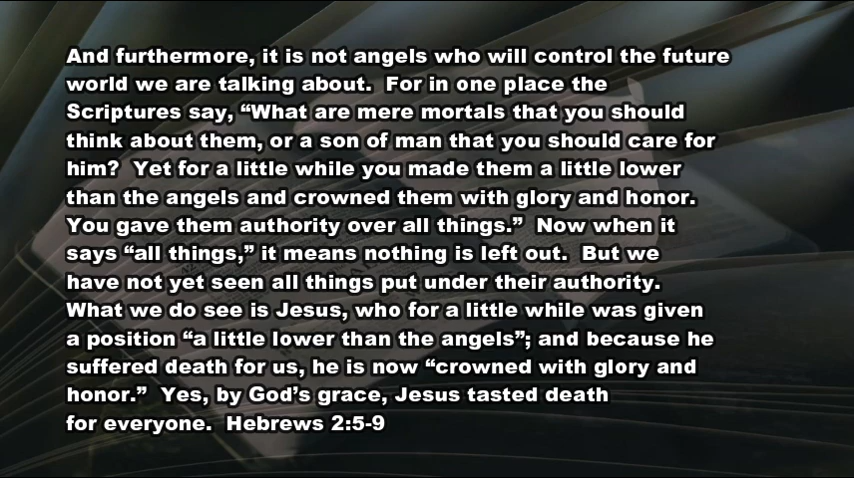 And furthermore, it is not angels who will control the future
world we are talking about.  For in one place the
Scriptures say, “What are mere mortals that you should
think about them, or a son of man that you should care for
him?  Yet for a little while you made them a little lower
than the angels and crowned them with glory and honor.
You gave them authority over all things.”  Now when it
says “all things,” it means nothing is left out.  But we
have not yet seen all things put under their authority.
What we do see is Jesus, who for a little while was given
a position “a little lower than the angels”; and because he
suffered death for us, he is now “crowned with glory and
honor.”  Yes, by God’s grace, Jesus tasted death
for everyone.  Hebrews 2:5-9